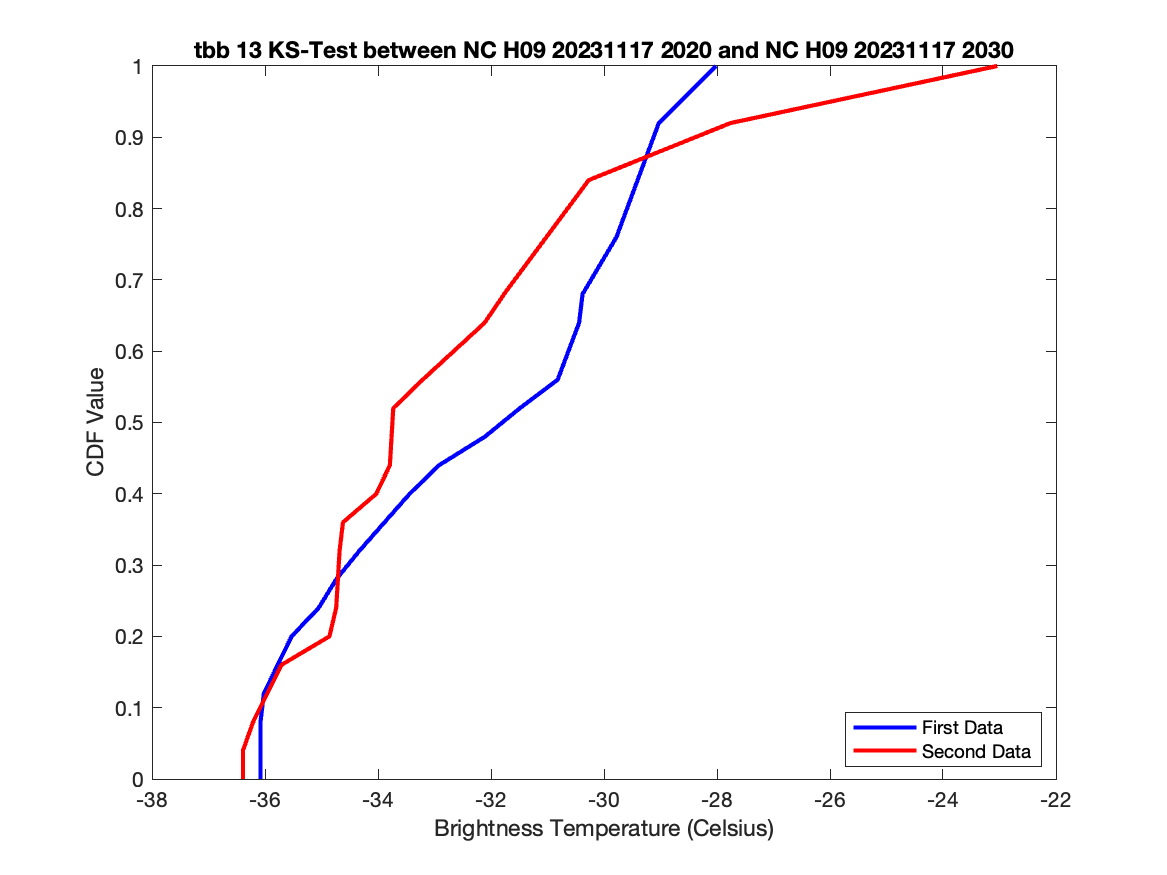 tbb 13 KS-Test between NC H09 20231117 2020 and NC H09 20231117 2030
1
0.9
0.8
0.7
0.6
0.5
0.4
0.3
0.2
0.1
0
CDF Value
First Data
Second Data
-38 -36 -34 -32 -30 -28 -26 -24 -22
Brightness Temperature (Celsius)